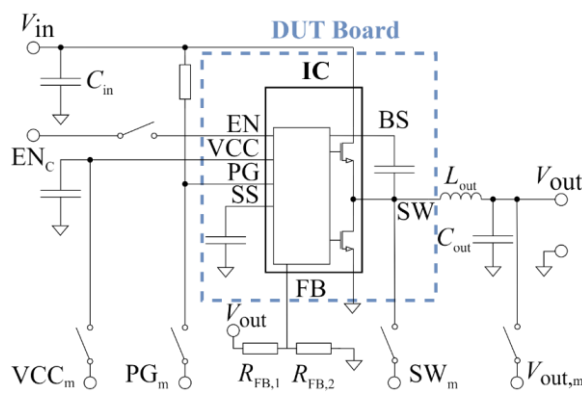 DUT Board
Vin
IC
Cin
BS
EN
ENC
VCC
PG
SS
SW
Lout
Vout
Cout
FB
Vout
RFB,1
RFB,2
VCCm
PGm
SWm
Vout,m